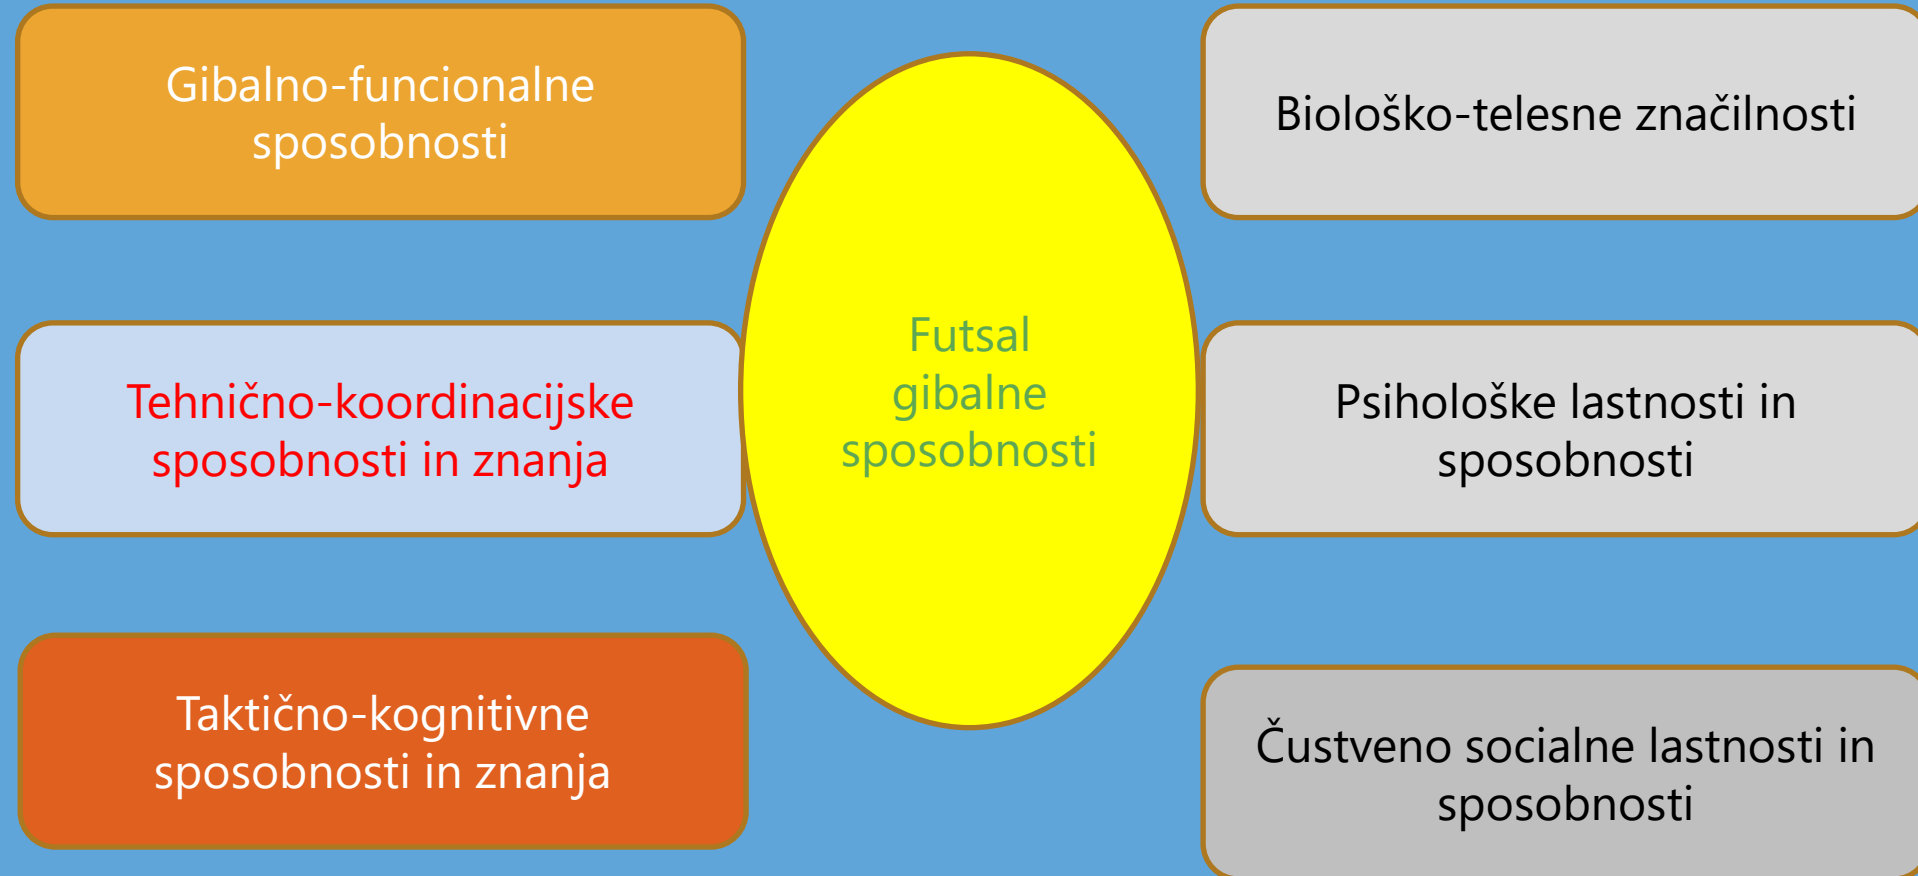 Gibalno-funcionalne
sposobnosti
Tehnično-koordinacijske
sposobnosti in znanja
Taktično-kognitivne
sposobnosti in znanja
Futsal
gibalne
sposobnosti
Biološko-telesne značilnosti
Psihološke lastnosti in
sposobnosti
Čustveno socialne lastnosti in
sposobnosti